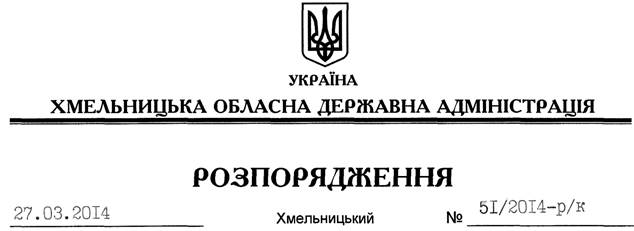 УКРАЇНА
ХМЕЛЬНИЦЬКА ОБЛАСНА ДЕРЖАВНА АДМІНІСТРАЦІЯ
РОЗПОРЯДЖЕННЯ
27.03.2014 Хмельницький № 51/2014-р/к